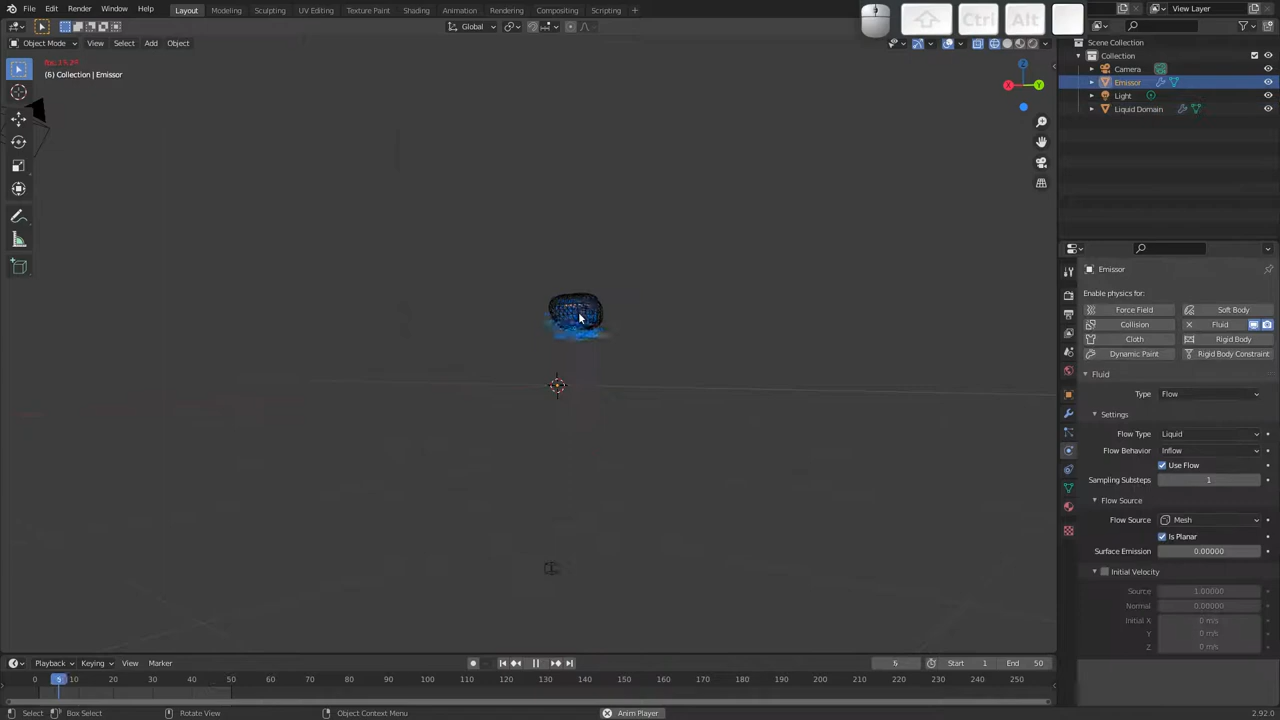 File Edit Render Window Help Layout Modeling Sculpting UV Editing Texture Paint Shading Animation Rendering Compositing Scripting + Scene View Layer
Ctrl Alt
Object Mode View Select Add Object Global
(6) Collection | Emissor
Z
X Y
Scene Collection
Collection
Camera
Emissor
Light
Liquid Domain
Emissor
Enable physics for:
Force Field Soft Body
Collision Fluid
Cloth Rigid Body
Dynamic Paint Rigid Body Constraint
Fluid
Type Flow
Settings
Flow Type Liquid
Flow Behavior Inflow
Use Flow
Sampling Substeps 1
Flow Source
Flow Source Mesh
Is Planar
Surface Emission 0.00000
Initial Velocity
Source 1.00000
Normal 0.00000
Initial X 0 m/s
Y 0 m/s
Z 0 m/s
Playback Keying View Marker 6 Start 1 End 50
0 5 10 20 30 40 50 60 70 80 90 100 110 120 130 140 150 160 170 180 190 200 210 220 230 240 250
Select Box Select Rotate View Object Context Menu Anim Player 2.92.0